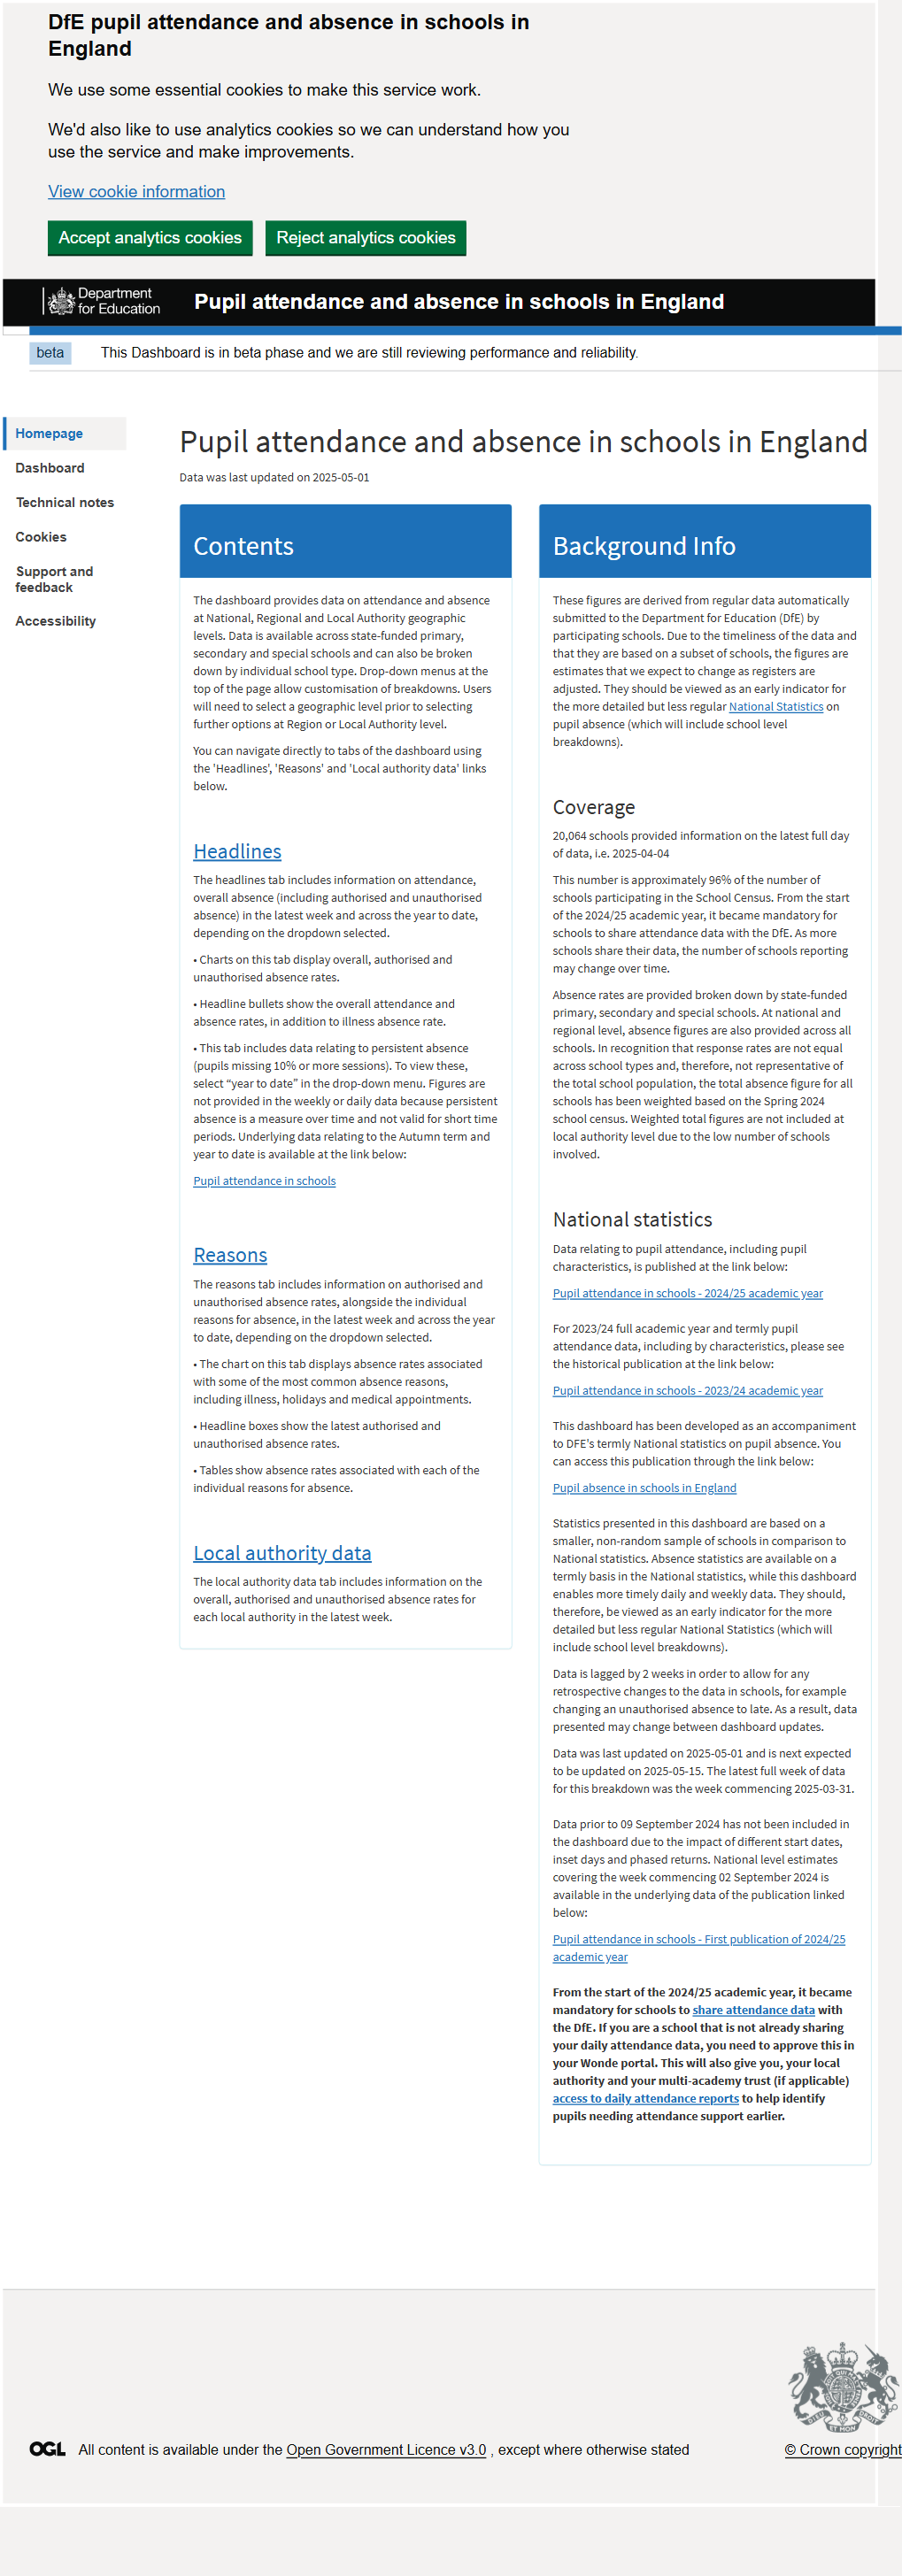 DfE pupil attendance and absence in schools in
England
We use some essential cookies to make this service work.
We'd also like to use analytics cookies so we can understand how you
use the service and make improvements.
View cookie information
Accept analytics cookies
Reject analytics cookies
Department
for Education
Pupil attendance and absence in schools in England
beta
This Dashboard is in beta phase and we are still reviewing performance and reliability.
Homepage
Dashboard
Technical notes
Cookies
Support and
feedback
Accessibility
Pupil attendance and absence in schools in England
Data was last updated on 2025-05-01
Contents
The dashboard provides data on attendance and absence
at National, Regional and Local Authority geographic
levels. Data is available across state-funded primary,
secondary and special schools and can also be broken
down by individual school type. Drop-down menus at the
top of the page allow customisation of breakdowns. Users
will need to select a geographic level prior to selecting
further options at Region or Local Authority level.
You can navigate directly to tabs of the dashboard using
the 'Headlines', 'Reasons' and 'Local authority data' links
below.
Headlines
The headlines tab includes information on attendance,
overall absence (including authorised and unauthorised
absence) in the latest week and across the year to date,
depending on the dropdown selected.
• Charts on this tab display overall, authorised and
unauthorised absence rates.
• Headline bullets show the overall attendance and
absence rates, in addition to illness absence rate.
• This tab includes data relating to persistent absence
(pupils missing 10% or more sessions). To view these,
select “year to date” in the drop-down menu. Figures are
not provided in the weekly or daily data because persistent
absence is a measure over time and not valid for short time
periods. Underlying data relating to the Autumn term and
year to date is available at the link below:
Pupil attendance in schools
Reasons
The reasons tab includes information on authorised and
unauthorised absence rates, alongside the individual
reasons for absence, in the latest week and across the year
to date, depending on the dropdown selected.
• The chart on this tab displays absence rates associated
with some of the most common absence reasons,
including illness, holidays and medical appointments.
• Headline boxes show the latest authorised and
unauthorised absence rates.
• Tables show absence rates associated with each of the
individual reasons for absence.
Local authority data
The local authority data tab includes information on the
overall, authorised and unauthorised absence rates for
each local authority in the latest week.
Background Info
These figures are derived from regular data automatically
submitted to the Department for Education (DfE) by
participating schools. Due to the timeliness of the data and
that they are based on a subset of schools, the figures are
estimates that we expect to change as registers are
adjusted. They should be viewed as an early indicator for
the more detailed but less regular National Statistics on
pupil absence (which will include school level
breakdowns).
Coverage
20,064 schools provided information on the latest full day
of data, i.e. 2025-04-04
This number is approximately 96% of the number of
schools participating in the School Census. From the start
of the 2024/25 academic year, it became mandatory for
schools to share attendance data with the DfE. As more
schools share their data, the number of schools reporting
may change over time.
Absence rates are provided broken down by state-funded
primary, secondary and special schools. At national and
regional level, absence figures are also provided across all
schools. In recognition that response rates are not equal
across school types and, therefore, not representative of
the total school population, the total absence figure for all
schools has been weighted based on the Spring 2024
school census. Weighted total figures are not included at
local authority level due to the low number of schools
involved.
National statistics
Data relating to pupil attendance, including pupil
characteristics, is published at the link below:
Pupil attendance in schools - 2024/25 academic year
For 2023/24 full academic year and termly pupil
attendance data, including by characteristics, please see
the historical publication at the link below:
Pupil attendance in schools - 2023/24 academic year
This dashboard has been developed as an accompaniment
to DFE's termly National statistics on pupil absence. You
can access this publication through the link below:
Pupil absence in schools in England
Statistics presented in this dashboard are based on a
smaller, non-random sample of schools in comparison to
National statistics. Absence statistics are available on a
termly basis in the National statistics, while this dashboard
enables more timely daily and weekly data. They should,
therefore, be viewed as an early indicator for the more
detailed but less regular National Statistics (which will
include school level breakdowns).
Data is lagged by 2 weeks in order to allow for any
retrospective changes to the data in schools, for example
changing an unauthorised absence to late. As a result, data
presented may change between dashboard updates.
Data was last updated on 2025-05-01 and is next expected
to be updated on 2025-05-15. The latest full week of data
for this breakdown was the week commencing 2025-03-31.
Data prior to 09 September 2024 has not been included in
the dashboard due to the impact of different start dates,
inset days and phased returns. National level estimates
covering the week commencing 02 September 2024 is
available in the underlying data of the publication linked
below:
Pupil attendance in schools - First publication of 2024/25
academic year
From the start of the 2024/25 academic year, it became
mandatory for schools to share attendance data with
the DfE. If you are a school that is not already sharing
your daily attendance data, you need to approve this in
your Wonde portal. This will also give you, your local
authority and your multi-academy trust (if applicable)
access to daily attendance reports to help identify
pupils needing attendance support earlier.
OGL All content is available under the Open Government Licence v3.0 , except where otherwise stated
© Crown copyright